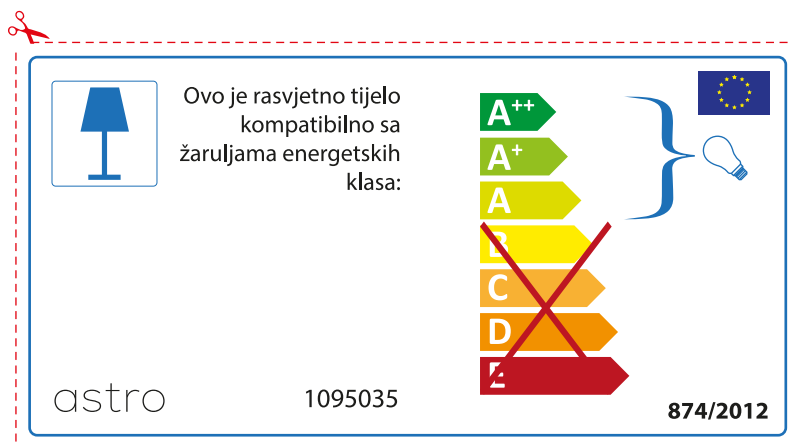 Ovo je rasvjetno tijelo
kompatibilno sa
žaruljama energetskih
klasa:
A++
A+
A
B
C
D
E
astro
1095035
874/2012